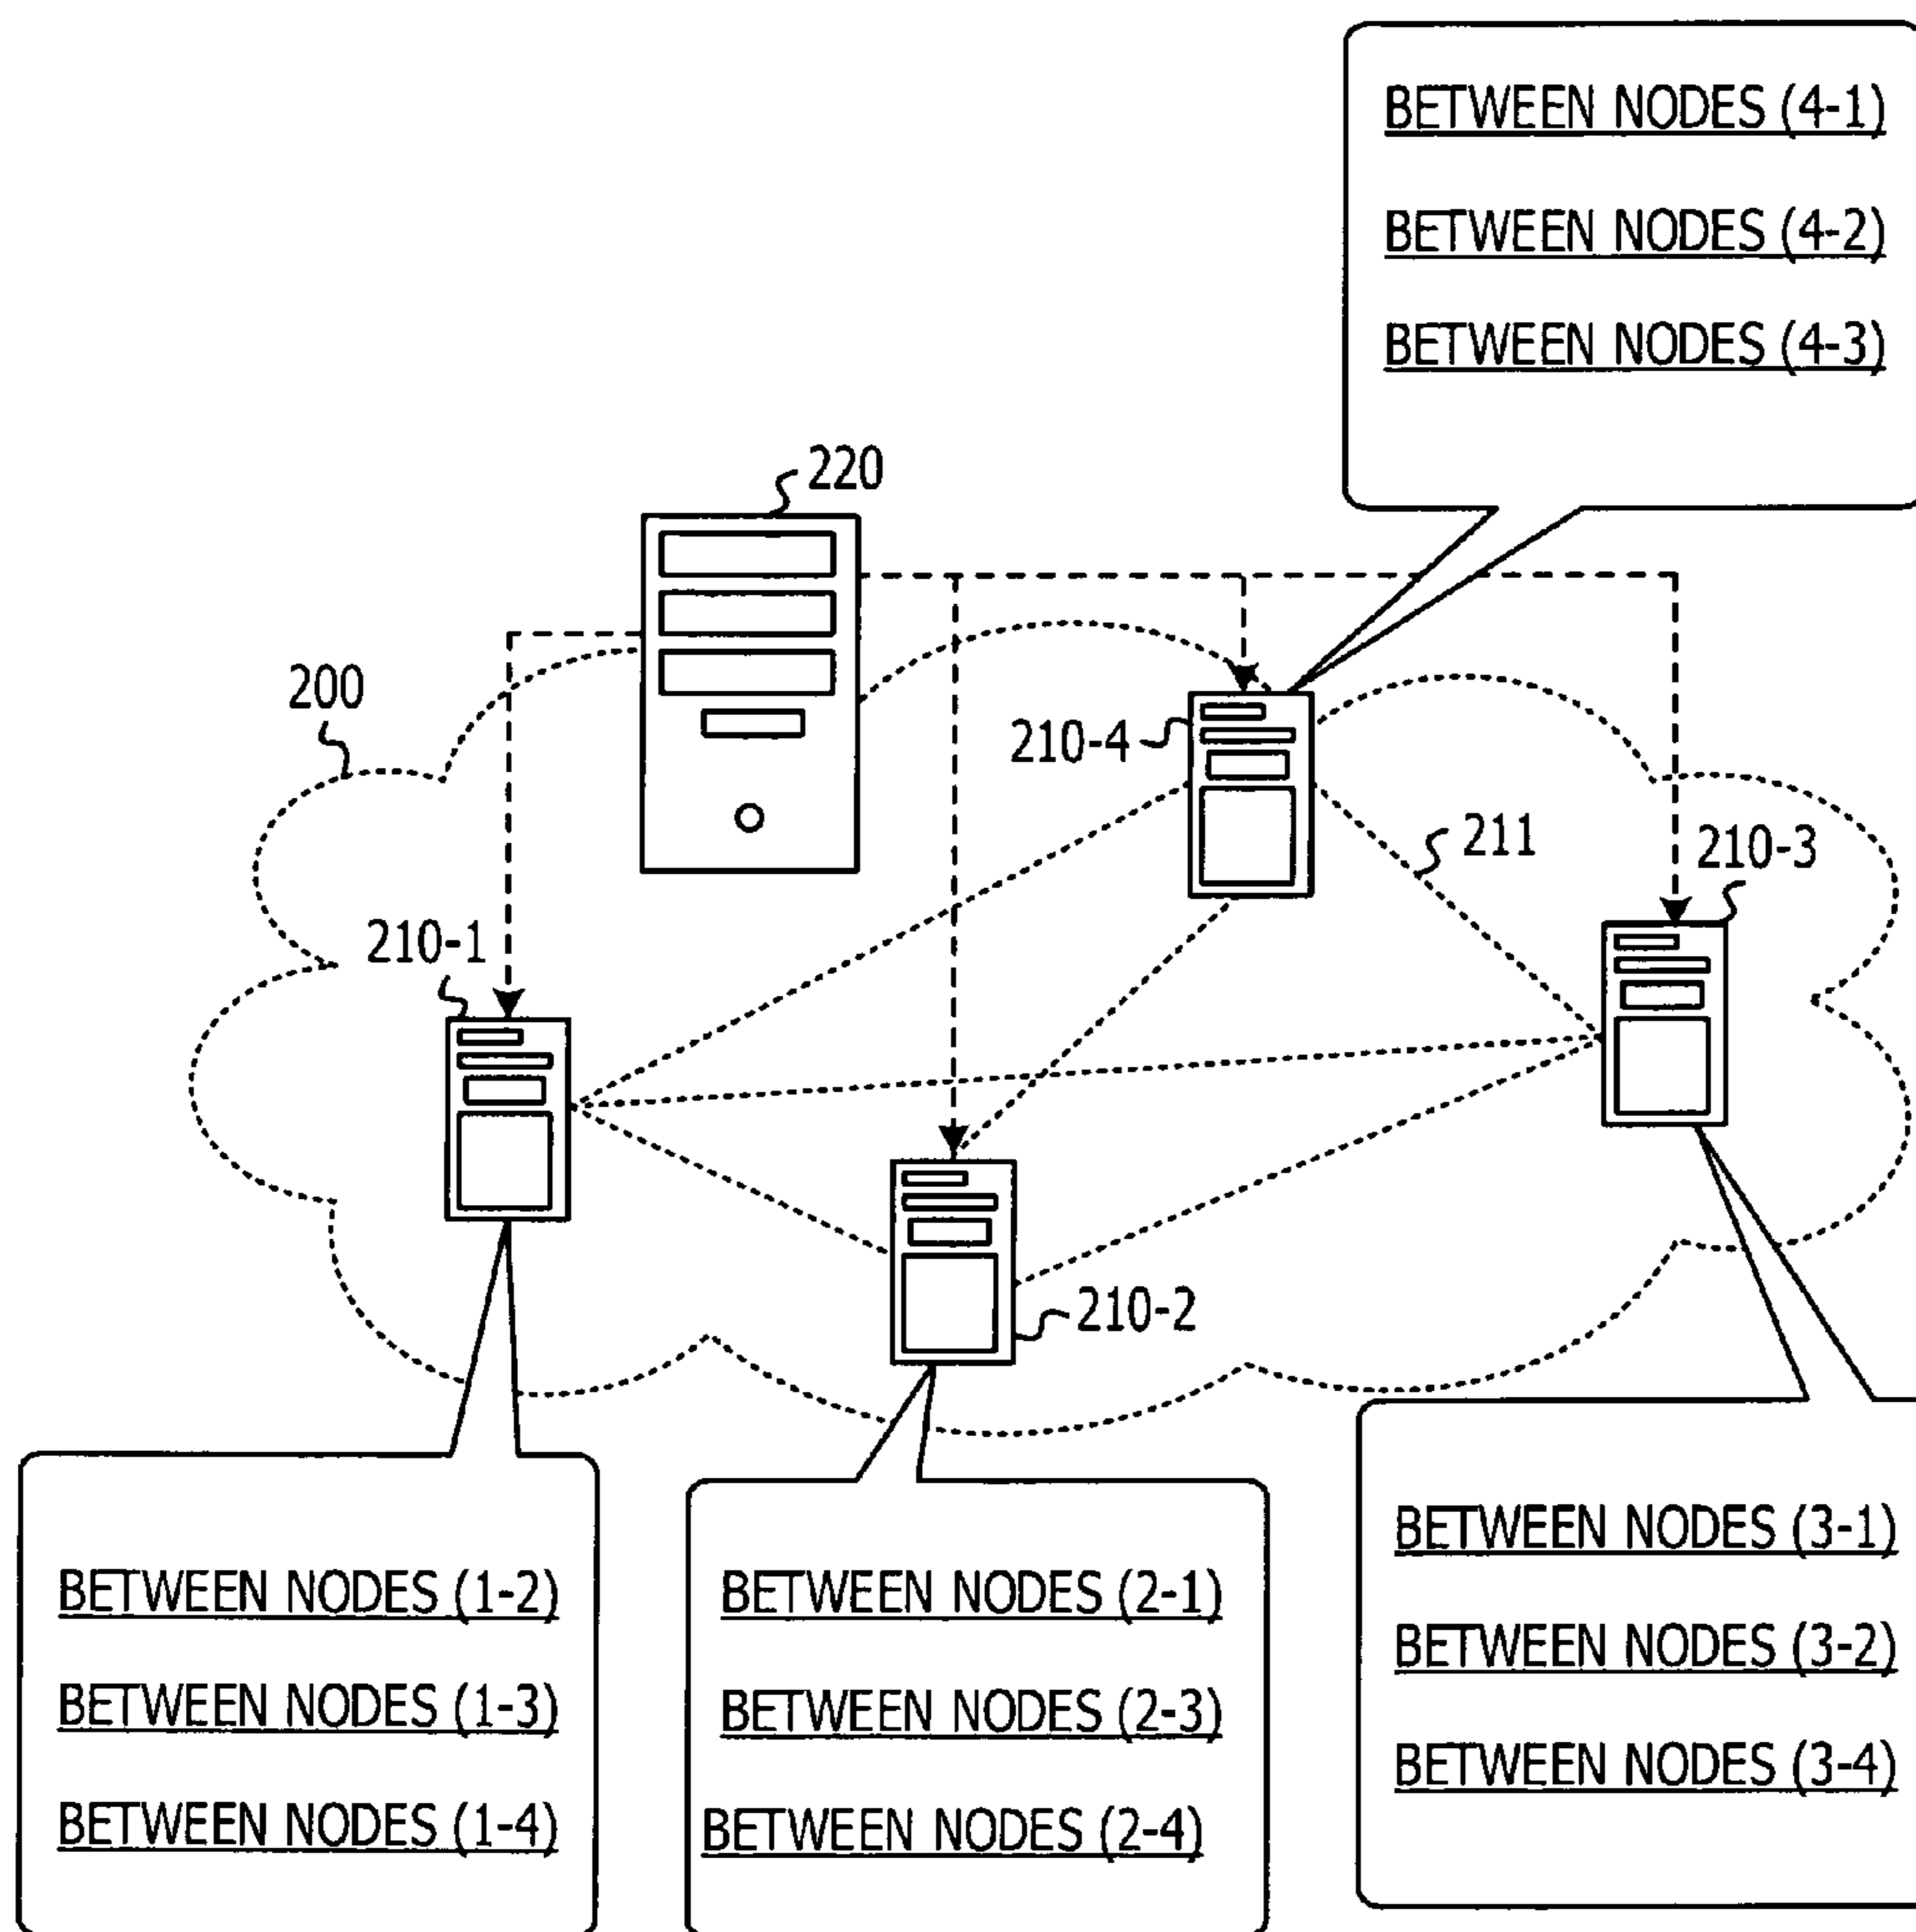 BETWEEN NODES (4-1)
BETWEEN NODES (4-2)
BETWEEN NODES (4-3)
220
200
210-4
211
210-3
210-1
210-2
BETWEEN NODES (1-2)
BETWEEN NODES (1-3)
BETWEEN NODES (1-4)
BETWEEN NODES (2-1)
BETWEEN NODES (2-3)
BETWEEN NODES (2-4)
BETWEEN NODES (3-1)
BETWEEN NODES (3-2)
BETWEEN NODES (3-4)